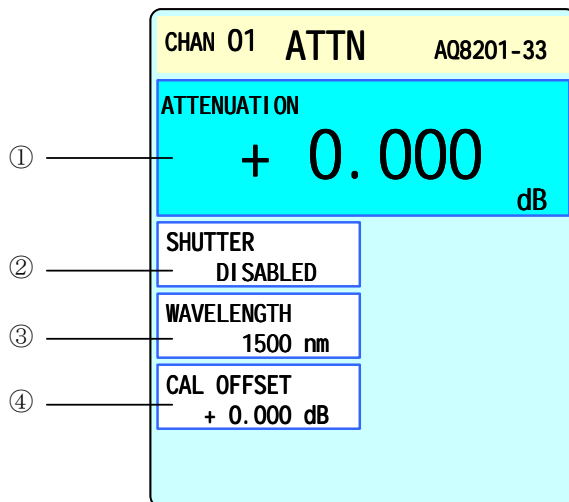 CHAN 01 ATTN AQ8201-33
ATTENUATION
① + 0.000
dB
SHUTTER
② DISABLED
WAVELENGTH
③ 1500 nm
CAL OFFSET
④ + 0.000 dB